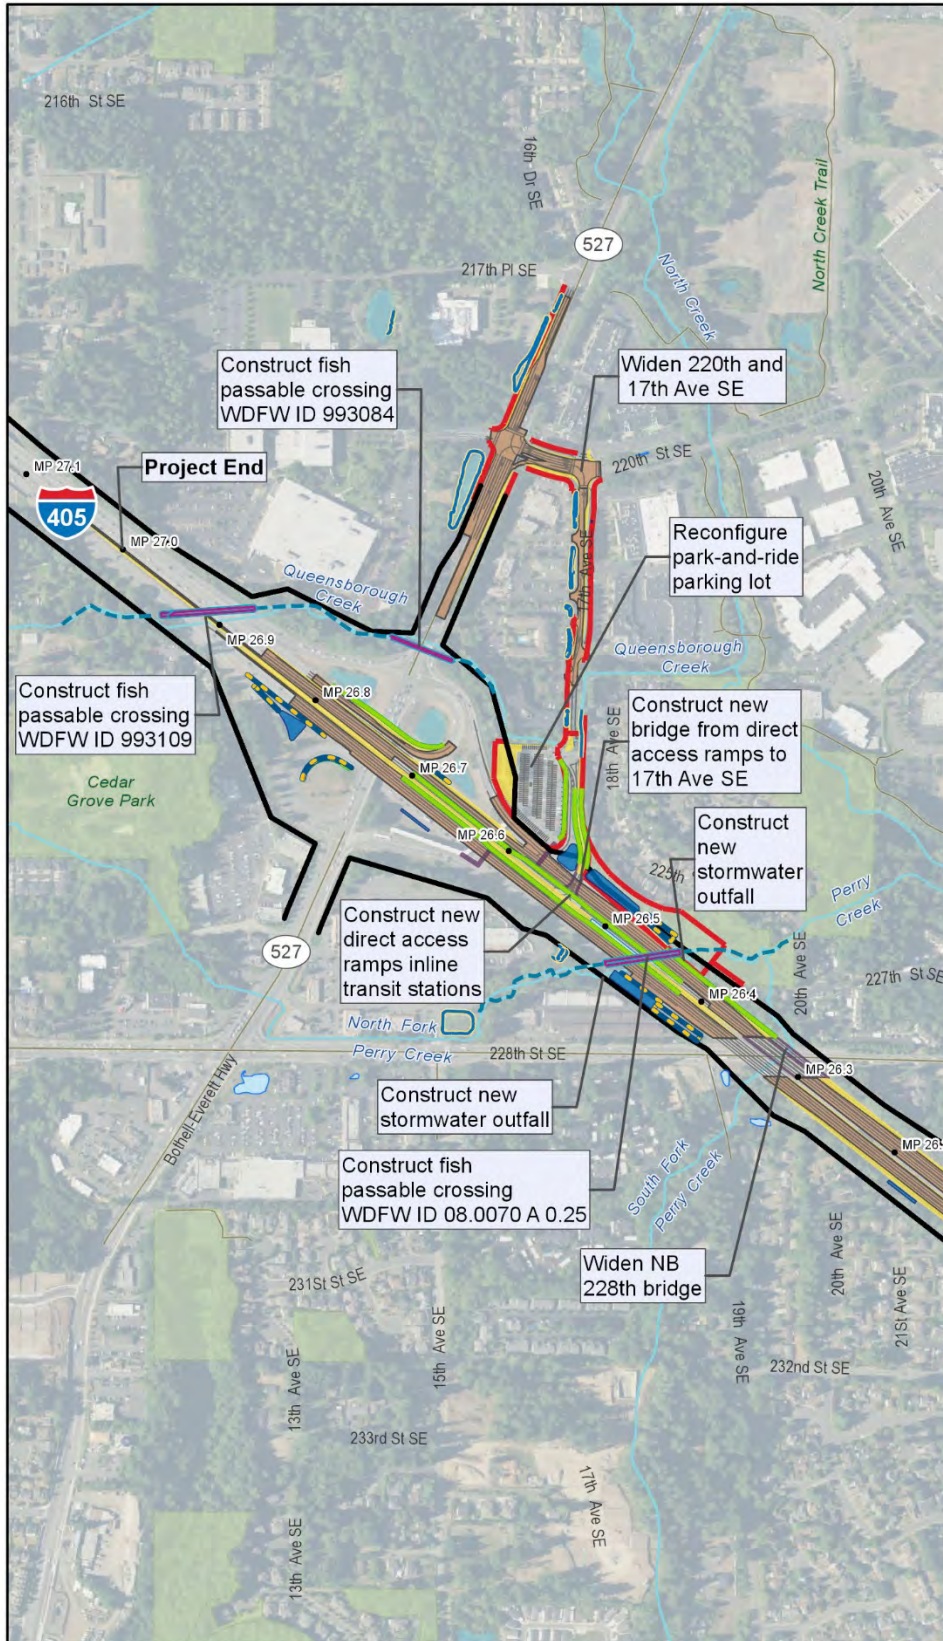 216th St SE
16th Dr SE
527
217th Pl SE
North Creek
North Creek Trail
Construct fish
passable crossing
WDFW ID 993084
Widen 220th and
17th Ave SE
MP 27.1
Project End
405
MP 27.0
220th St SE
20th Ave SE
Reconfigure
park-and-ride
parking lot
17th Ave SE
Queensborough
Creek
MP 26.9
Queensborough
Creek
Construct fish
passable crossing
WDFW ID 993109
MP 26.8
Construct new
bridge from direct
access ramps to
17th Ave SE
18th Ave SE
Cedar
Grove Park
MP 26.7
MP 26.6
Construct
new
stormwater
outfall
225th
Perry
Creek
Construct new
direct access
ramps inline
transit stations
MP 26.5
527
20th Ave SE
227th St SE
MP 26.4
North Fork
Perry Creek
228th St SE
MP 26.3
Bothell-Everett Hwy
Construct new
stormwater outfall
MP 26.
Construct fish
passable crossing
WDFW ID 08.0070 A 0.25
South Fork
Perry Creek
Widen NB
228th bridge
231St St SE
13th Ave SE
15th Ave SE
19th Ave SE
20th Ave SE
21St Ave SE
232nd St SE
233rd St SE
17th Ave SE
13th Ave SE